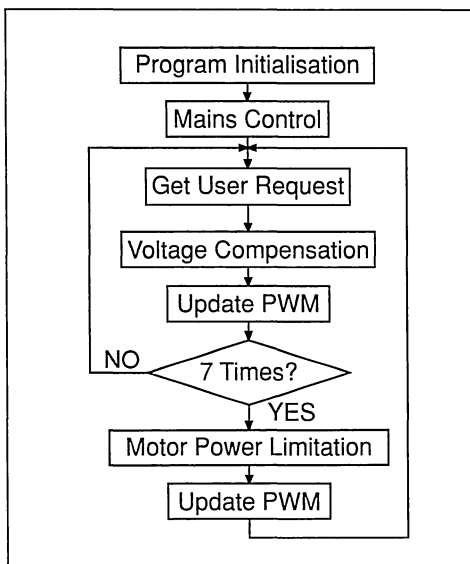 Program Initialisation
Mains Control
Get User Request
Voltage Compensation
Update PWM
NO
7 Times?
YES
Motor Power Limitation
Update PWM